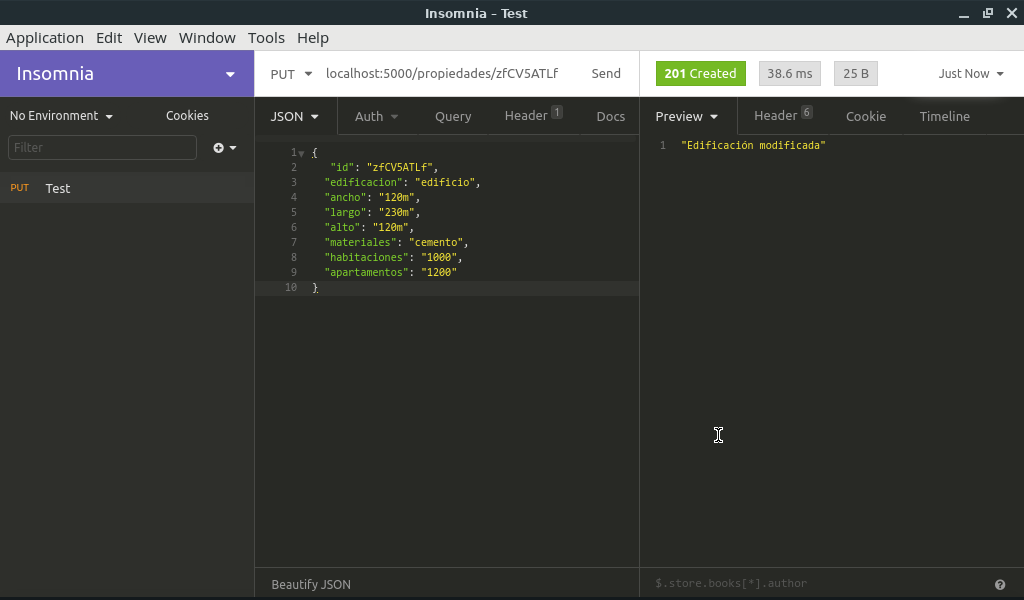 Insomnia – Test
Application Edit View Window Tools Help
Insomnia
PUT localhost:5000/propiedades/zfCV5ATLf Send
201 Created 38.6 ms 25 B Just Now
No Environment Cookies
JSON Auth Query Header 1 Docs
Preview Header 6 Cookie Timeline
Filter
PUT Test
1 {
2 "id": "zfCV5ATLf",
3 "edificacion": "edificio",
4 "ancho": "120m",
5 "largo": "230m",
6 "alto": "120m",
7 "materiales": "cemento",
8 "habitaciones": "1000",
9 "apartamentos": "1200"
10 }
1 "Edificación modificada"
Beautify JSON
$.store.books[*].author